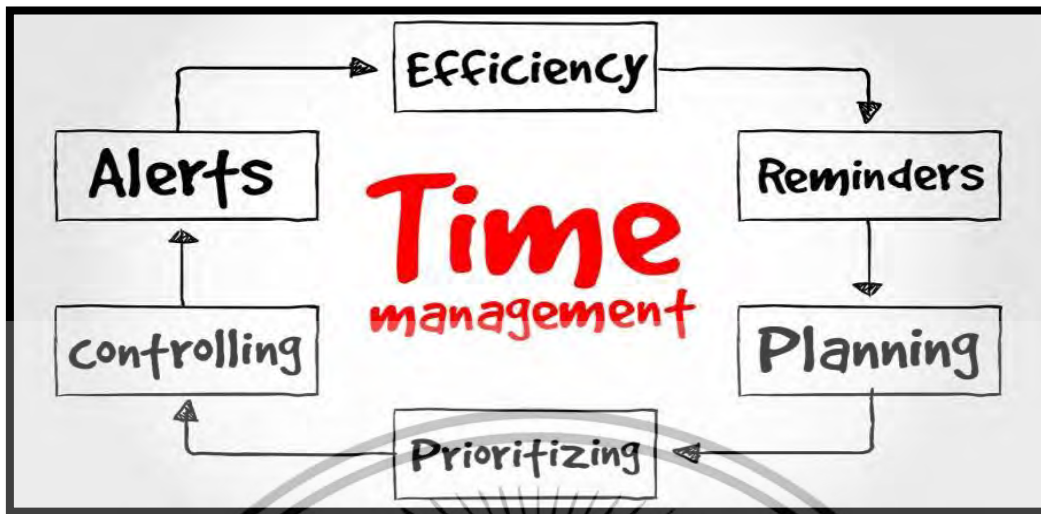 Efficiency
Alerts
Reminders
Time
management
controlling
Planning
Prioritizing